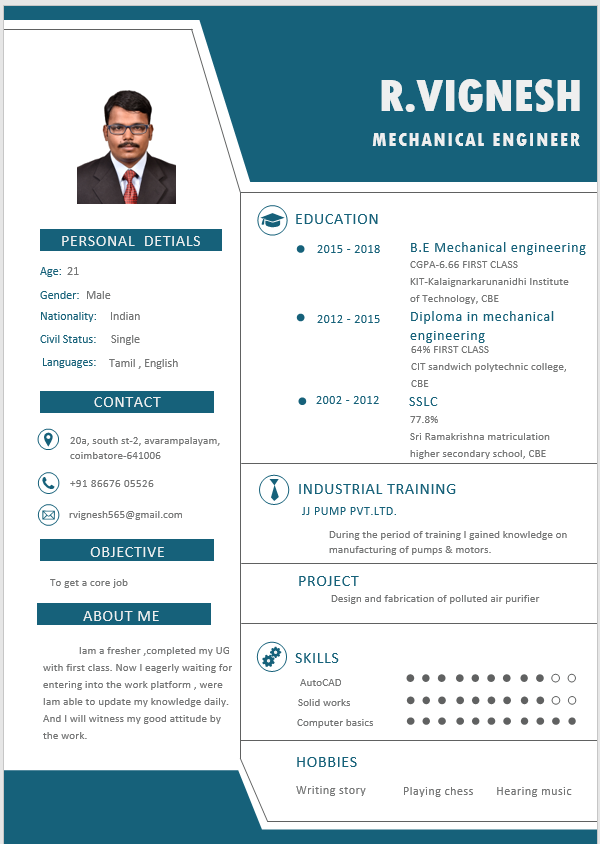 R.VIGNESH
MECHANICAL ENGINEER
PERSONAL DETIALS
Age: 21
Gender: Male
Nationality: Indian
Civil Status: Single
Languages: Tamil , English
CONTACT
20a, south st-2, avarampalayam,
coimbatore-641006
+91 86676 05526
rvignesh565@gmail.com
OBJECTIVE
To get a core job
ABOUT ME
Iam a fresher ,completed my UG
with first class. Now I eagerly waiting for
entering into the work platform , were
Iam able to update my knowledge daily.
And I will witness my good attitude by
the work.
EDUCATION
2015 - 2018 B.E Mechanical engineering
CGPA-6.66 FIRST CLASS
KIT-Kalaignarkarunanidhi Institute
of Technology, CBE
2012 - 2015 Diploma in mechanical
engineering
64% FIRST CLASS
CIT sandwich polytechnic college,
CBE
2002 - 2012 SSLC
77.8%
Sri Ramakrishna matriculation
higher secondary school, CBE
INDUSTRIAL TRAINING
JJ PUMP PVT.LTD.
During the period of training I gained knowledge on
manufacturing of pumps & motors.
PROJECT
Design and fabrication of polluted air purifier
SKILLS
AutoCAD
Solid works
Computer basics
HOBBIES
Writing story Playing chess Hearing music